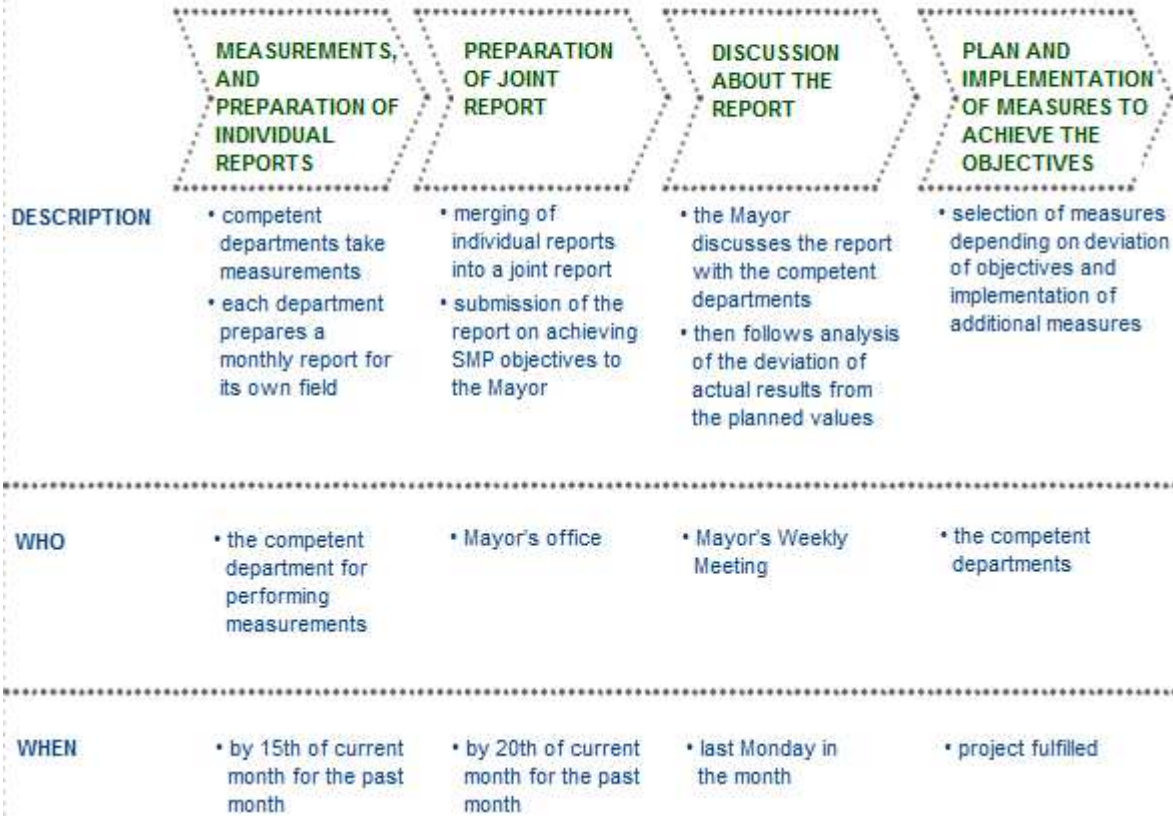 MEASUREMENTS,
AND
PREPARATION OF
INDIVIDUAL
REPORTS
PREPARATION
OF JOINT
REPORT
DISCUSSION
ABOUT THE
REPORT
PLAN AND
IMPLEMENTATION
OF MEASURES TO
ACHIEVE THE
OBJECTIVES
DESCRIPTION
• competent
departments take
measurements
• each department
prepares a
monthly report for
its own field
• merging of
individual reports
into a joint report
• submission of the
report on achieving
SMP objectives to
the Mayor
• the Mayor
discusses the report
with the competent
departments
• then follows analysis
of the deviation of
actual results from
the planned values
• selection of measures
depending on deviation
of objectives and
implementation of
additional measures
WHO
• the competent
department for
performing
measurements
• Mayor's office
• Mayor's Weekly
Meeting
• the competent
departments
WHEN
• by 15th of current
month for the past
month
• by 20th of current
month for the past
month
• last Monday in
the month
• project fulfilled